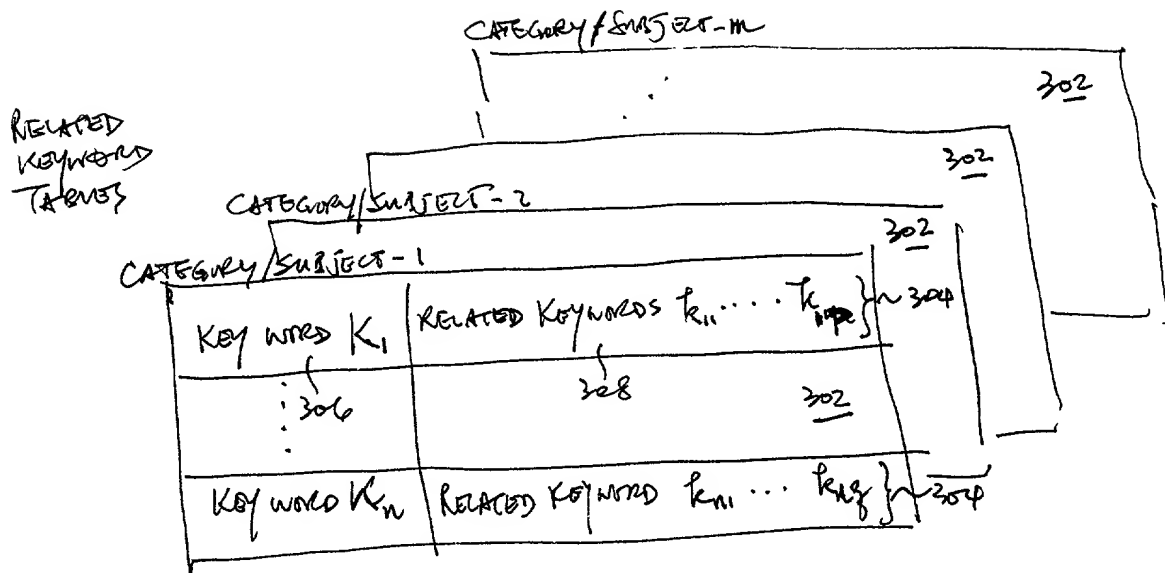 CATEGORY/SUBJECT-m
302
RELATED
KEYWORD
TABLES
302
CATEGORY/SUBJECT-2
302
CATEGORY/SUBJECT-1
KEY WORD K1 RELATED KEYWORDS k11 ..... }~304
306 308 302
KEY WORD Kn RELATED KEYWORD kn1 ... knq }~304